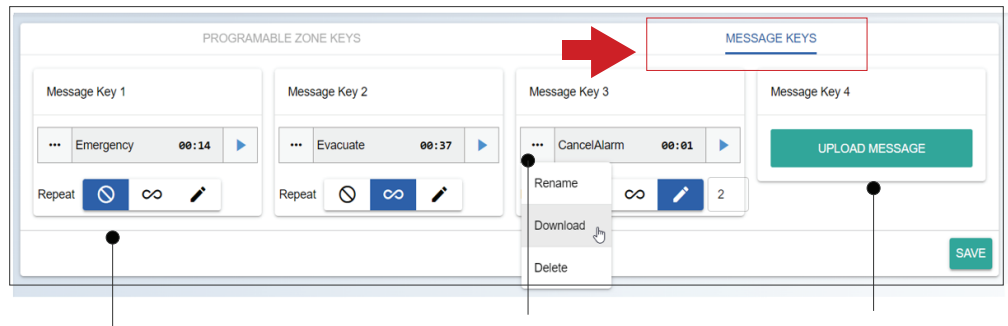 PROGRAMABLE ZONE KEYS
MESSAGE KEYS
Message Key 1
Message Key 2
Message Key 3
Message Key 4
••• Emergency 00:14
••• Evacuate 00:37
••• CancelAlarm 00:01
UPLOAD MESSAGE
Repeat
Repeat
2
Rename
Download
Delete
SAVE